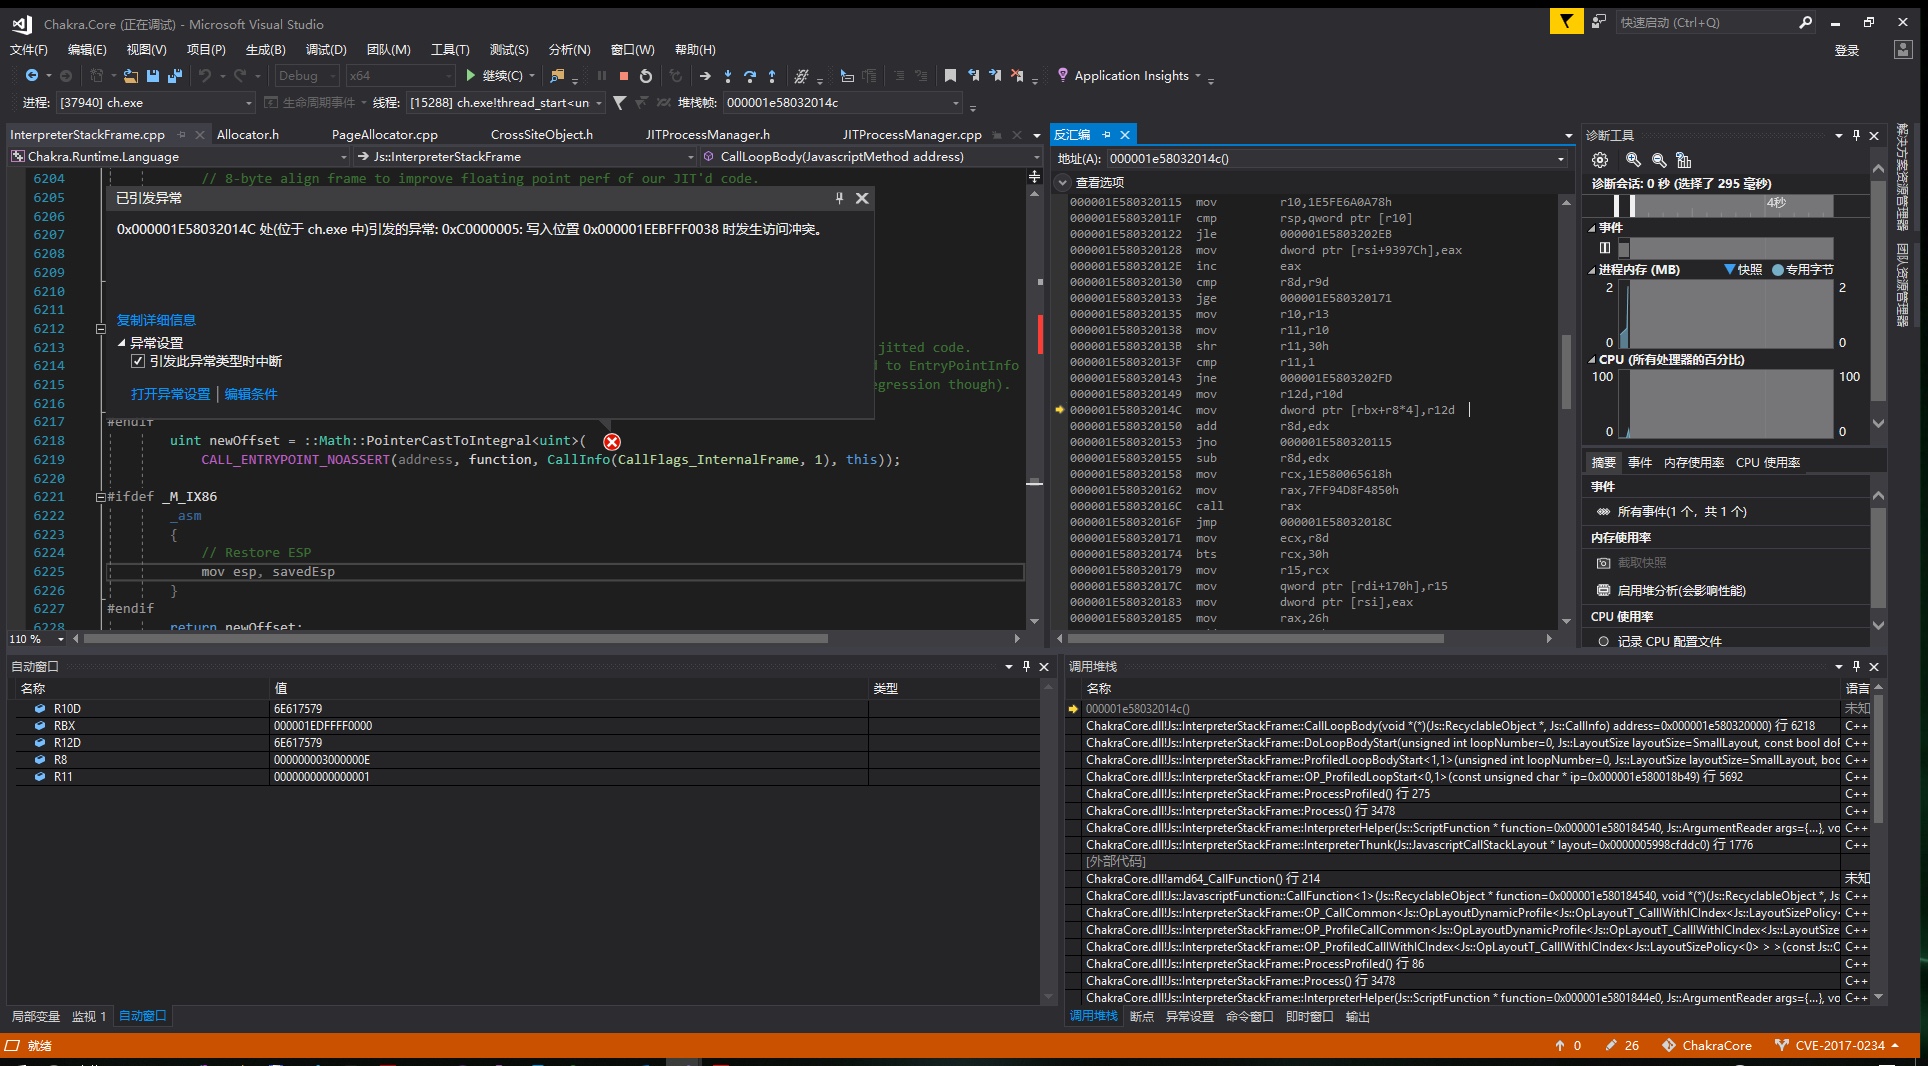 Chakra.Core (正在调试) - Microsoft Visual Studio
快速启动 (Ctrl+Q)
文件(F) 编辑(E) 视图(V) 项目(P) 生成(B) 调试(D) 团队(M) 工具(T) 测试(S) 分析(N) 窗口(W) 帮助(H)
登录
Debug x64 继续(C) Application Insights
进程: [37940] ch.exe 生命周期事件 线程: [15288] ch.exe!thread_start<un 堆栈帧: 000001e58032014c
InterpreterStackFrame.cpp Allocator.h PageAllocator.cpp CrossSiteObject.h JITProcessManager.h JITProcessManager.cpp
Chakra.Runtime.Language Js::InterpreterStackFrame CallLoopBody(JavascriptMethod address)
6204 // 8-byte align frame to improve floating point perf of our JIT'd code.
6205
6206
6207
6208
6209
6210
6211
6212
6213 jitted code.
6214 d to EntryPointInfo
6215 egression though).
6216
6217 #endif
6218 uint newOffset = ::Math::PointerCastToIntegral<uint>(
6219 CALL_ENTRYPOINT_NOASSERT(address, function, CallInfo(CallFlags_InternalFrame, 1), this));
6220
6221 #ifdef _M_IX86
6222 _asm
6223 {
6224 // Restore ESP
6225 mov esp, savedEsp
6226 }
6227 #endif
6228 return newOffset;
110 %
已引发异常
0x000001E58032014C 处(位于 ch.exe 中)引发的异常: 0xC0000005: 写入位置 0x000001EEBFFF0038 时发生访问冲突。
复制详细信息
异常设置
引发此异常类型时中断
打开异常设置 | 编辑条件
反汇编
地址(A): 000001e58032014c()
查看选项
000001E580320115 mov r10,1E5FE6A0A78h
000001E58032011F cmp rsp,qword ptr [r10]
000001E580320122 jle 000001E5803202EB
000001E580320128 mov dword ptr [rsi+9397Ch],eax
000001E58032012E inc eax
000001E580320130 cmp r8d,r9d
000001E580320133 jge 000001E580320171
000001E580320135 mov r10,r13
000001E580320138 mov r11,r10
000001E58032013B shr r11,30h
000001E58032013F cmp r11,1
000001E580320143 jne 000001E5803202FD
000001E580320149 mov r12d,r10d
000001E58032014C mov dword ptr [rbx+r8*4],r12d
000001E580320150 add r8d,edx
000001E580320153 jno 000001E580320115
000001E580320155 sub r8d,edx
000001E580320158 mov rcx,1E580065618h
000001E580320162 mov rax,7FF94D8F4850h
000001E58032016C call rax
000001E58032016F jmp 000001E58032018C
000001E580320171 mov ecx,r8d
000001E580320174 bts rcx,30h
000001E580320179 mov r15,rcx
000001E58032017C mov qword ptr [rdi+170h],r15
000001E580320183 mov dword ptr [rsi],eax
000001E580320185 mov rax,26h
诊断工具
诊断会话: 0 秒 (选择了 295 毫秒)
4秒
事件
进程内存 (MB) 快照 专用字节
2 2
0 0
CPU (所有处理器的百分比)
100 100
0 0
摘要 事件 内存使用率 CPU 使用率
事件
所有事件(1 个，共 1 个)
内存使用率
截取快照
启用堆分析(会影响性能)
CPU 使用率
记录 CPU 配置文件
解决方案资源管理器
团队资源管理器
自动窗口
名称 值 类型
R10D 6E617579
RBX 000001EDFFFF0000
R12D 6E617579
R8 000000003000000E
R11 0000000000000001
局部变量 监视 1 自动窗口
调用堆栈
名称 语言
000001e58032014c() 未知
ChakraCore.dll!Js::InterpreterStackFrame::CallLoopBody(void *(*)(Js::RecyclableObject *, Js::CallInfo) address=0x000001e580320000) 行 6218 C++
ChakraCore.dll!Js::InterpreterStackFrame::DoLoopBodyStart(unsigned int loopNumber=0, Js::LayoutSize layoutSize=SmallLayout, const bool doP C++
ChakraCore.dll!Js::InterpreterStackFrame::ProfiledLoopBodyStart<1,1>(unsigned int loopNumber=0, Js::LayoutSize layoutSize=SmallLayout, boc C++
ChakraCore.dll!Js::InterpreterStackFrame::OP_ProfiledLoopStart<0,1>(const unsigned char * ip=0x000001e580018b49) 行 5692 C++
ChakraCore.dll!Js::InterpreterStackFrame::ProcessProfiled() 行 275 C++
ChakraCore.dll!Js::InterpreterStackFrame::Process() 行 3478 C++
ChakraCore.dll!Js::InterpreterStackFrame::InterpreterHelper(Js::ScriptFunction * function=0x000001e580184540, Js::ArgumentReader args={...}, vo C++
ChakraCore.dll!Js::InterpreterStackFrame::InterpreterThunk(Js::JavascriptCallStackLayout * layout=0x0000005998cfddc0) 行 1776 C++
[外部代码]
ChakraCore.dll!amd64_CallFunction() 行 214 未知
ChakraCore.dll!Js::JavascriptFunction::CallFunction<1>(Js::RecyclableObject * function=0x000001e580184540, void *(*)(Js::RecyclableObject *, Js C++
ChakraCore.dll!Js::InterpreterStackFrame::OP_CallCommon<Js::OpLayoutDynamicProfile<Js::OpLayoutT_CallIWithICIndex<Js::LayoutSizePolicy< C++
ChakraCore.dll!Js::InterpreterStackFrame::OP_ProfileCallCommon<Js::OpLayoutDynamicProfile<Js::OpLayoutT_CallIWithICIndex<Js::LayoutSize C++
ChakraCore.dll!Js::InterpreterStackFrame::OP_ProfiledCallIWithICIndex<Js::OpLayoutT_CallIWithICIndex<Js::LayoutSizePolicy<0> > >(const Js::O C++
ChakraCore.dll!Js::InterpreterStackFrame::ProcessProfiled() 行 86 C++
ChakraCore.dll!Js::InterpreterStackFrame::Process() 行 3478 C++
ChakraCore.dll!Js::InterpreterStackFrame::InterpreterHelper(Js::ScriptFunction * function=0x000001e5801844e0, Js::ArgumentReader args={...}, vo C++
调用堆栈 断点 异常设置 命令窗口 即时窗口 输出
就绪
0 26 ChakraCore CVE-2017-0234